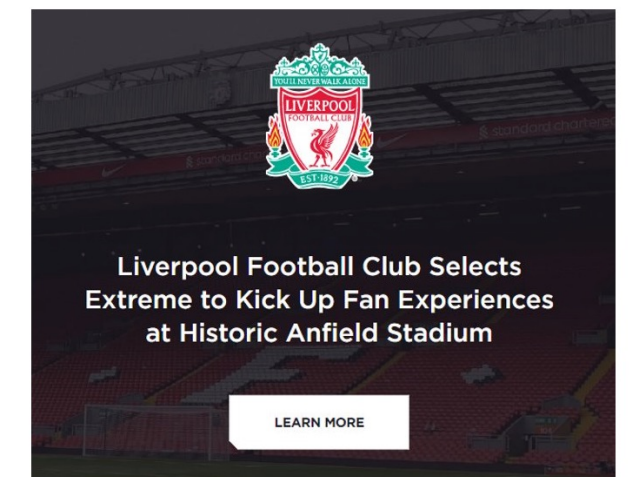 YOU'LL NEVER WALK ALONE
LIVERPOOL
FOOTBALL CLUB
EST·1892
standard chartered
Liverpool Football Club Selects
Extreme to Kick Up Fan Experiences
at Historic Anfield Stadium
LEARN MORE